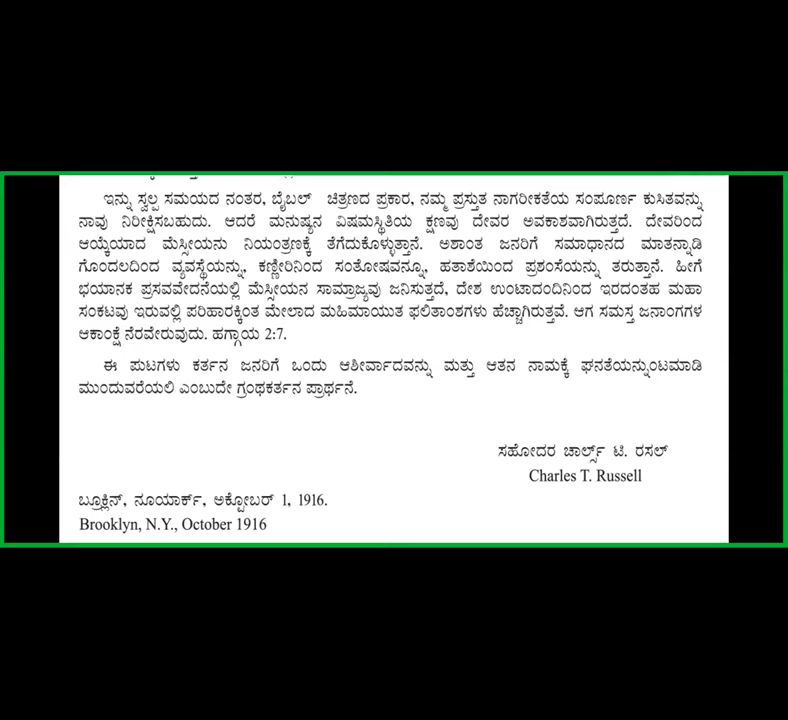 ಇನ್ನು ಸ್ವಲ್ಪ ಸಮಯದ ನಂತರ, ಬೈಬಲ್ ಚಿತ್ರಣದ ಪ್ರಕಾರ, ನಮ್ಮ ಪ್ರಸ್ತುತ ನಾಗರೀಕತೆಯ ಸಂಪೂರ್ಣ ಕುಸಿತವನ್ನು
ನಾವು ನಿರೀಕ್ಷಿಸಬಹುದು. ಆದರೆ ಮನುಷ್ಯನ ವಿಷಮಸ್ಥಿತಿಯ ಕ್ಷಣವು ದೇವರ ಅವಕಾಶವಾಗಿರುತ್ತದೆ. ದೇವರಿಂದ
ಆಯ್ಕೆಯಾದ ಮೆಸ್ಸೀಯನು ನಿಯಂತ್ರಣಕ್ಕೆ ತೆಗೆದುಕೊಳ್ಳುತ್ತಾನೆ. ಅಶಾಂತ ಜನರಿಗೆ ಸಮಾಧಾನದ ಮಾತನ್ನಾಡಿ
ಗೊಂದಲದಿಂದ ವ್ಯವಸ್ಥೆಯನ್ನು, ಕಣ್ಣೀರಿನಿಂದ ಸಂತೋಷವನ್ನೂ, ಹತಾಶೆಯಿಂದ ಪ್ರಶಂಸೆಯನ್ನು ತರುತ್ತಾನೆ. ಹೀಗೆ
ಭಯಾನಕ ಪ್ರಸವವೇದನೆಯಲ್ಲಿ ಮೆಸ್ಸೀಯನ ಸಾಮ್ರಾಜ್ಯವು ಜನಿಸುತ್ತದೆ, ದೇಶ ಉಂಟಾದಂದಿನಿಂದ ಇರದಂತಹ ಮಹಾ
ಸಂಕಟವು ಇರುವಲ್ಲಿ ಪರಿಹಾರಕ್ಕಿಂತ ಮೇಲಾದ ಮಹಿಮಾಯುತ ಫಲಿತಾಂಶಗಳು ಹೆಚ್ಚಾಗಿರುತ್ತವೆ. ಆಗ ಸಮಸ್ತ ಜನಾಂಗಗಳ
ಆಕಾಂಕ್ಷೆ ನೆರವೇರುವುದು. ಹಗ್ಗಾಯ 2:7.
ಈ ಪುಟಗಳು ಕರ್ತನ ಜನರಿಗೆ ಒಂದು ಆಶೀರ್ವಾದವನ್ನು ಮತ್ತು ಆತನ ನಾಮಕ್ಕೆ ಘನತೆಯನ್ನುಂಟಮಾಡಿ
ಮುಂದುವರೆಯಲಿ ಎಂಬುದೇ ಗ್ರಂಥಕರ್ತನ ಪ್ರಾರ್ಥನೆ.
ಸಹೋದರ ಚಾರ್ಲ್ಸ್ ಟಿ. ರಸಲ್
Charles T. Russell
ಬ್ರೂಕ್ಲಿನ್, ನೂಯಾರ್ಕ್, ಅಕ್ಟೋಬರ್ 1, 1916.
Brooklyn, N.Y., October 1916